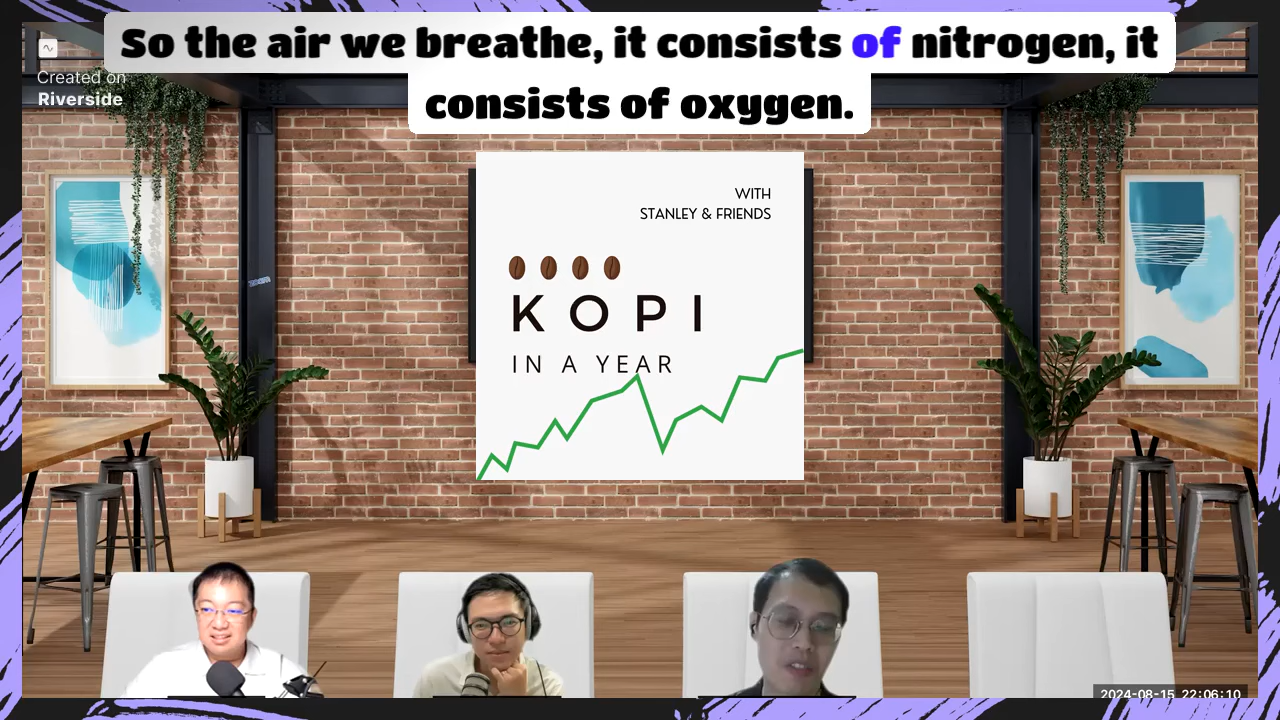 So the air we breathe, it consists of nitrogen, it
consists of oxygen.
Created on
Riverside
WITH
STANLEY & FRIENDS
KOPI
IN A YEAR
2024-08-15 22:06:10